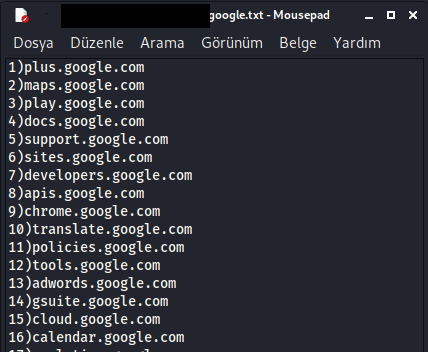 google.txt - Mousepad
Dosya Düzenle Arama Görünüm Belge Yardım
1)plus.google.com
2)maps.google.com
3)play.google.com
4)docs.google.com
5)support.google.com
6)sites.google.com
7)developers.google.com
8)apis.google.com
9)chrome.google.com
10)translate.google.com
11)policies.google.com
12)tools.google.com
13)adwords.google.com
14)gsuite.google.com
15)cloud.google.com
16)calendar.google.com